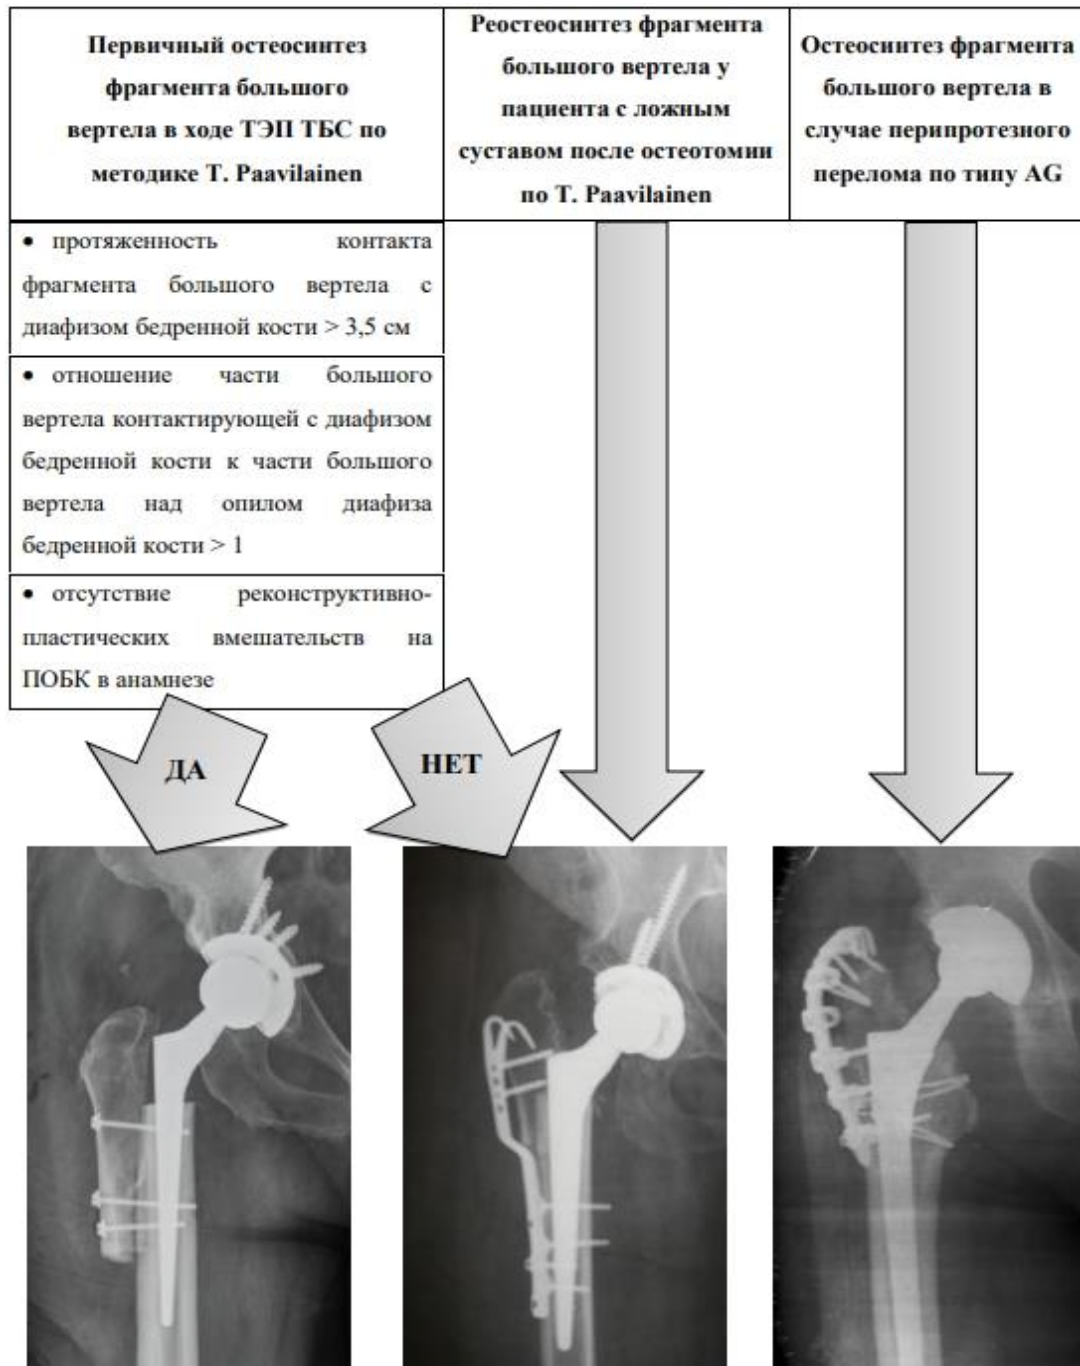 Первичный остеосинтез
фрагмента большого
вертела в ходе ТЭП ТБС по
методике T. Paavilainen
Реостеосинтез фрагмента
большого вертела у
пациента с ложным
суставом после остеотомии
по T. Paavilainen
Остеосинтез фрагмента
большого вертела в
случае перипротезного
перелома по типу AG
• протяженность контакта
фрагмента большого вертела с
диафизом бедренной кости > 3,5 см
• отношение части большого
вертела контактирующей с диафизом
бедренной кости к части большого
вертела над опилом диафиза
бедренной кости > 1
• отсутствие реконструктивно-
пластических вмешательств на
ПОБК в анамнезе
ДА
НЕТ